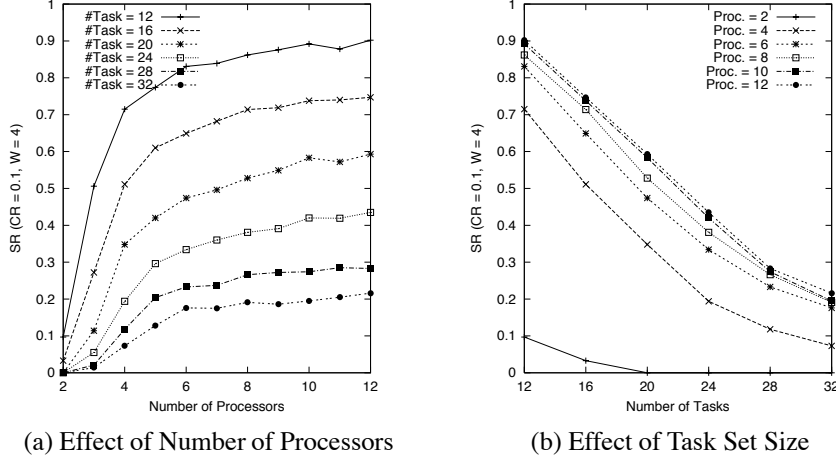 1
0.9
0.8
0.7
0.6
0.5
0.4
0.3
0.2
0.1
0
SR (CR = 0.1, W = 4)
#Task = 12
#Task = 16
#Task = 20
#Task = 24
#Task = 28
#Task = 32
2 4 6 8 10 12
Number of Processors
(a) Effect of Number of Processors
1
0.9
0.8
0.7
0.6
0.5
0.4
0.3
0.2
0.1
0
SR (CR = 0.1, W = 4)
Proc. = 2
Proc. = 4
Proc. = 6
Proc. = 8
Proc. = 10
Proc. = 12
12 16 20 24 28 32
Number of Tasks
(b) Effect of Task Set Size